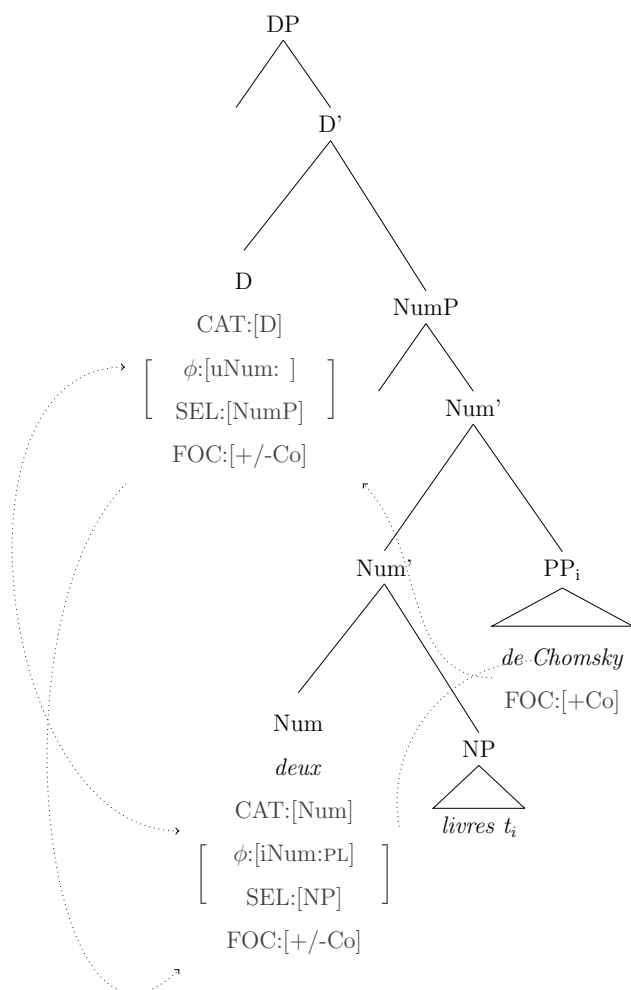 DP
D'
D
CAT:[D]
ϕ:[uNum: ]
SEL:[NumP]
FOC:[+/-Co]
NumP
Num'
Num'
PPi
de Chomsky
FOC:[+Co]
Num
deux
CAT:[Num]
ϕ:[iNum:PL]
SEL:[NP]
FOC:[+/-Co]
NP
livres ti